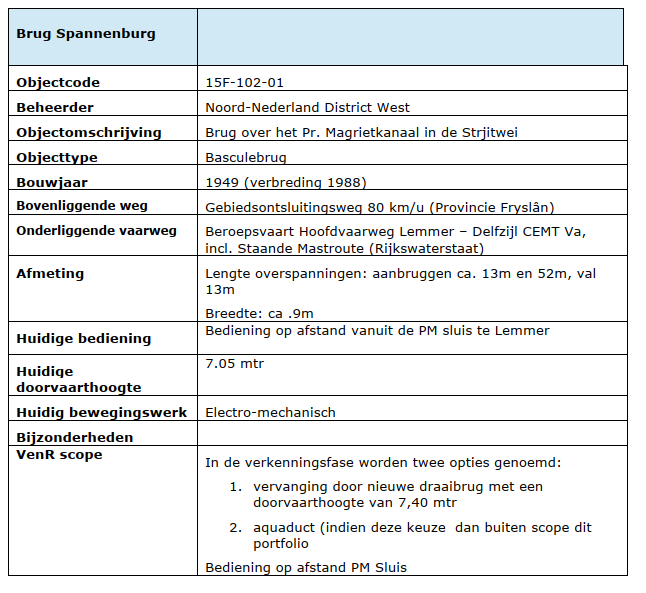 Brug Spannenburg
Objectcode 15F-102-01
Beheerder Noord-Nederland District West
Objectomschrijving Brug over het Pr. Magrietkanaal in de Strjitwei
Objecttype Basculebrug
Bouwjaar 1949 (verbreding 1988)
Bovenliggende weg Gebiedsontsluitingsweg 80 km/u (Provincie Fryslân)
Onderliggende vaarweg Beroepsvaart Hoofdvaarweg Lemmer – Delfzijl CEMT Va,
incl. Staande Mastroute (Rijkswaterstaat)
Afmeting Lengte overspanningen: aanbruggen ca. 13m en 52m, val
13m
Breedte: ca .9m
Huidige bediening Bediening op afstand vanuit de PM sluis te Lemmer
Huidige
doorvaarthoogte
7.05 mtr
Huidig bewegingswerk Electro-mechanisch
Bijzonderheden
VenR scope
In de verkenningsfase worden twee opties genoemd:
1. vervanging door nieuwe draaibrug met een
doorvaarthoogte van 7,40 mtr
2. aquaduct (indien deze keuze dan buiten scope dit
portfolio
Bediening op afstand PM Sluis